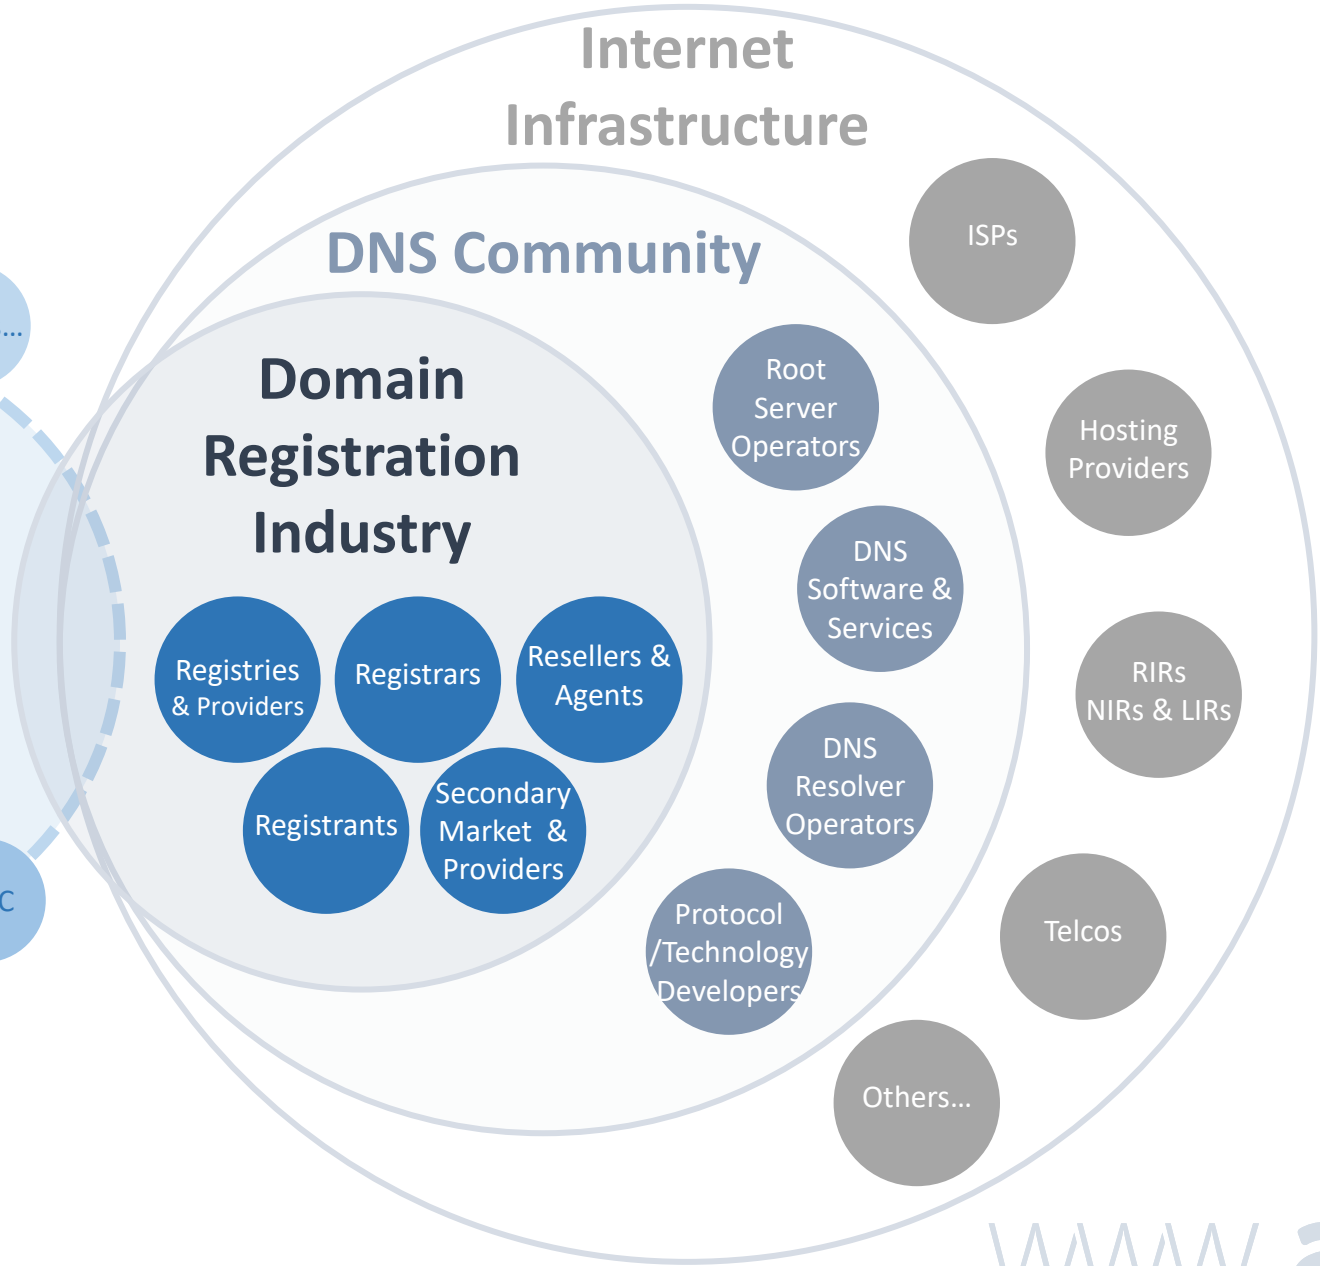 Internet
Infrastructure
DNS Community
Domain
Registration
Industry
ISPs
Root
Server
Operators
Hosting
Providers
DNS
Software &
Services
Registries
& Providers
Registrars
Resellers &
Agents
RIRs
NIRs & LIRs
DNS
Resolver
Operators
Registrants
Secondary
Market &
Providers
Protocol
/Technology
Developers
Telcos
Others...
www.